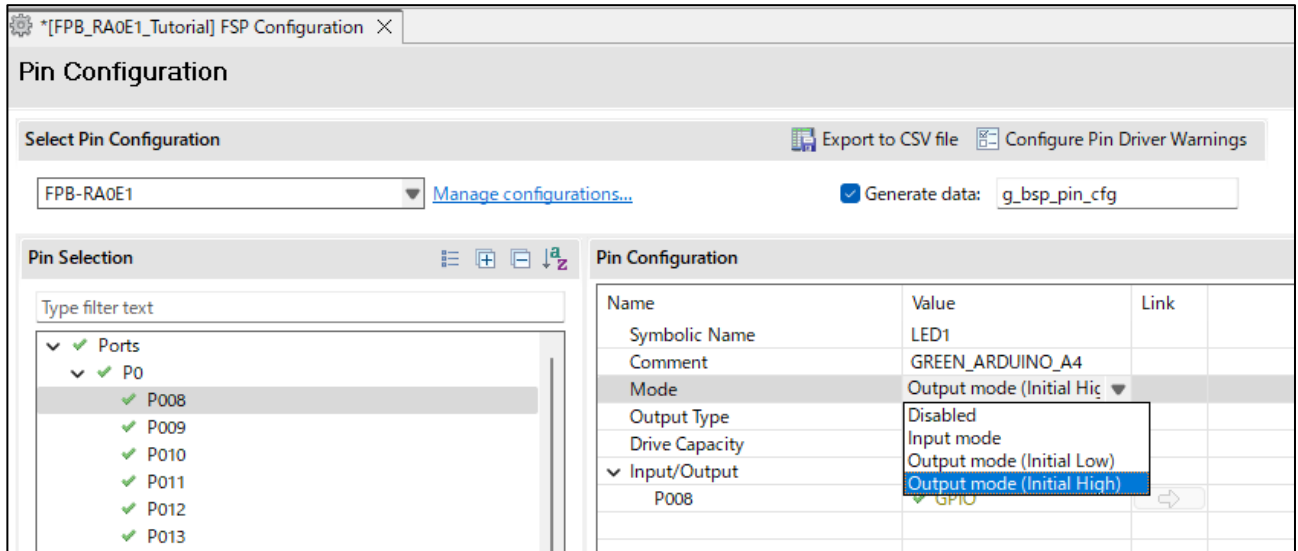 *[FPB_RA0E1_Tutorial] FSP Configuration
Pin Configuration
Select Pin Configuration
Export to CSV file
Configure Pin Driver Warnings
FPB-RA0E1
Manage configurations...
Generate data:
g_bsp_pin_cfg
Pin Selection
Type filter text
Ports
P0
P008
P009
P010
P011
P012
P013
Pin Configuration
Name Value Link
Symbolic Name LED1
Comment GREEN_ARDUINO_A4
Mode Output mode (Initial Hig
Output Type
Drive Capacity
Input/Output
P008 GPIO
Disabled
Input mode
Output mode (Initial Low)
Output mode (Initial High)